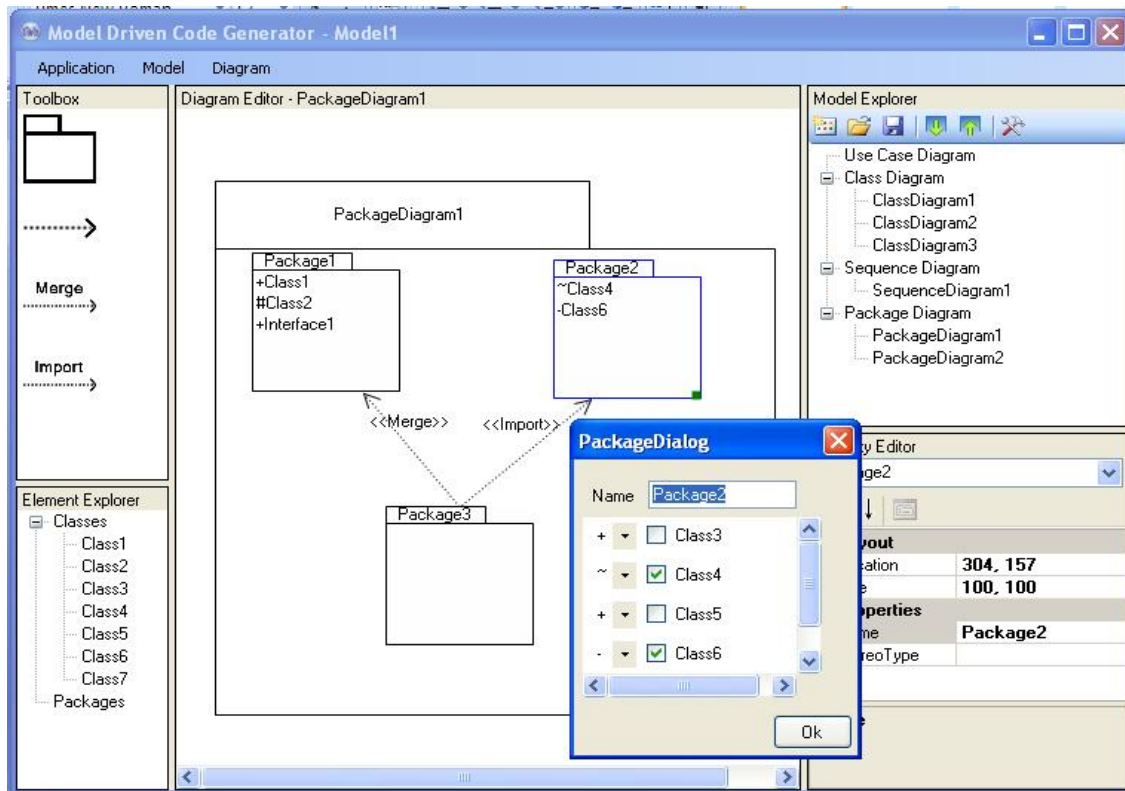 Model Driven Code Generator - Model1
Application Model Diagram
Toolbox
Merge
Import
Element Explorer
Classes
Class1
Class2
Class3
Class4
Class5
Class6
Class7
Packages
Diagram Editor - PackageDiagram1
PackageDiagram1
Package1
+Class1
#Class2
+Interface1
Package2
~Class4
-Class6
<<Merge>>
<<Import>>
Package3
PackageDialog
Name Package2
+ Class3
~ Class4
+ Class5
- Class6
Ok
Model Explorer
Use Case Diagram
Class Diagram
ClassDiagram1
ClassDiagram2
ClassDiagram3
Sequence Diagram
SequenceDiagram1
Package Diagram
PackageDiagram1
PackageDiagram2
y Editor
ge2
yout
ation 304, 157
e 100, 100
operties
me Package2
reoType